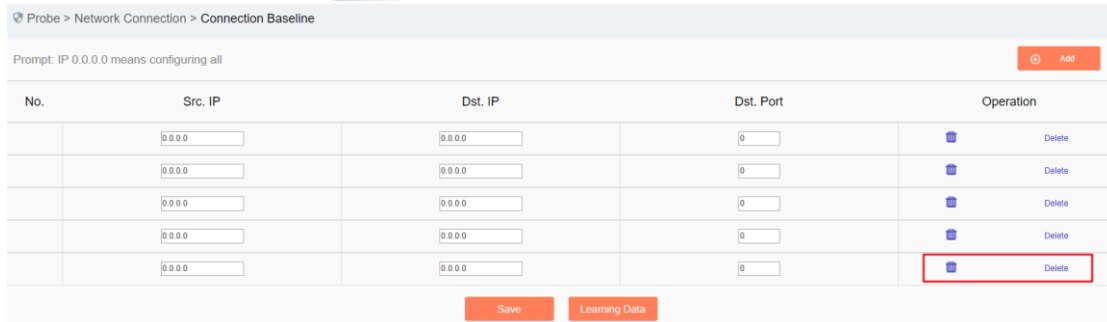 Probe > Network Connection > Connection Baseline
Prompt: IP 0.0.0.0 means configuring all
Add
No. Src. IP Dst. IP Dst. Port Operation
0.0.0.0 0.0.0.0 0 Delete
0.0.0.0 0.0.0.0 0 Delete
0.0.0.0 0.0.0.0 0 Delete
0.0.0.0 0.0.0.0 0 Delete
0.0.0.0 0.0.0.0 0 Delete
Save Learning Data